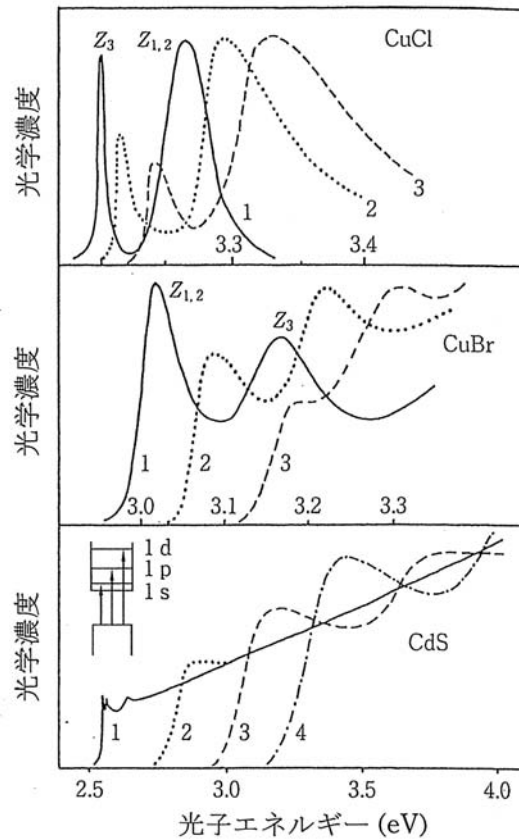 Z3 Z1,2 CuCl
光学濃度
1 2 3
3.3 3.4
Z1,2 Z3 CuBr
光学濃度
1 2 3
3.0 3.1 3.2 3.3
1d
1p
1s
光学濃度
CdS
1 2 3 4
2.5 3.0 3.5 4.0
光子エネルギー (eV)